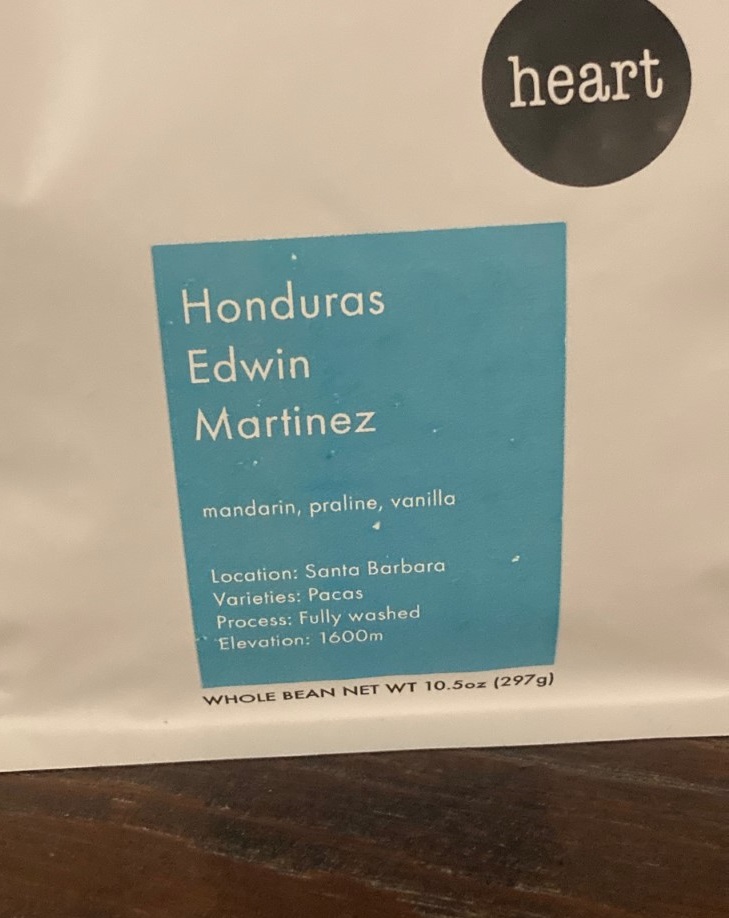 heart
Honduras
Edwin
Martinez
mandarin, praline, vanilla
Location: Santa Barbara
Varieties: Pacas
Process: Fully washed
Elevation: 1600m
WHOLE BEAN NET WT 10.5oz (297g)